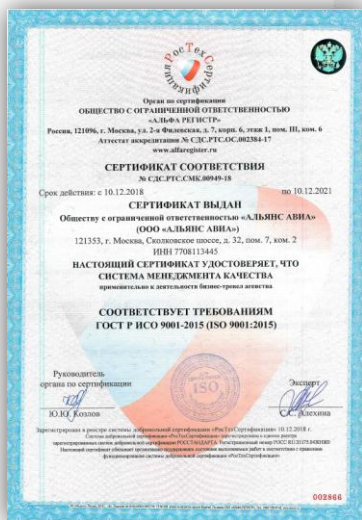 РосТехСертификация
Орган по сертификации
ОБЩЕСТВО С ОГРАНИЧЕННОЙ ОТВЕТСТВЕННОСТЬЮ
«АЛЬФА РЕГИСТР»
Россия, 121096, г. Москва, ул. 2-я Филевская, д. 7, корп. 6, этаж 1, пом. III, ком. 6
Аттестат аккредитации № СДС.РТС.ОС.002384-17
www.alfaregister.ru
СЕРТИФИКАТ СООТВЕТСТВИЯ
№ СДС.РТС.СМК.00949-18
Срок действия: с 10.12.2018 по 10.12.2021
СЕРТИФИКАТ ВЫДАН
Обществу с ограниченной ответственностью «АЛЬЯНС АВИА»
(ООО «АЛЬЯНС АВИА»)
121353, г. Москва, Сколковское шоссе, д. 32, пом. 7, ком. 2
ИНН 7708113445
НАСТОЯЩИЙ СЕРТИФИКАТ УДОСТОВЕРЯЕТ, ЧТО
СИСТЕМА МЕНЕДЖМЕНТА КАЧЕСТВА
применительно к деятельности бизнес-тревел агентства
СООТВЕТСТВУЕТ ТРЕБОВАНИЯМ
ГОСТ Р ИСО 9001-2015 (ISO 9001:2015)
Руководитель
органа по сертификации
Эксперт
ISO
Ю.Ю. Козлов
С.С. Алехина
Зарегистрирован в реестре системы добровольной сертификации «РосТехСертификация» 10.12.2018 г.
002866